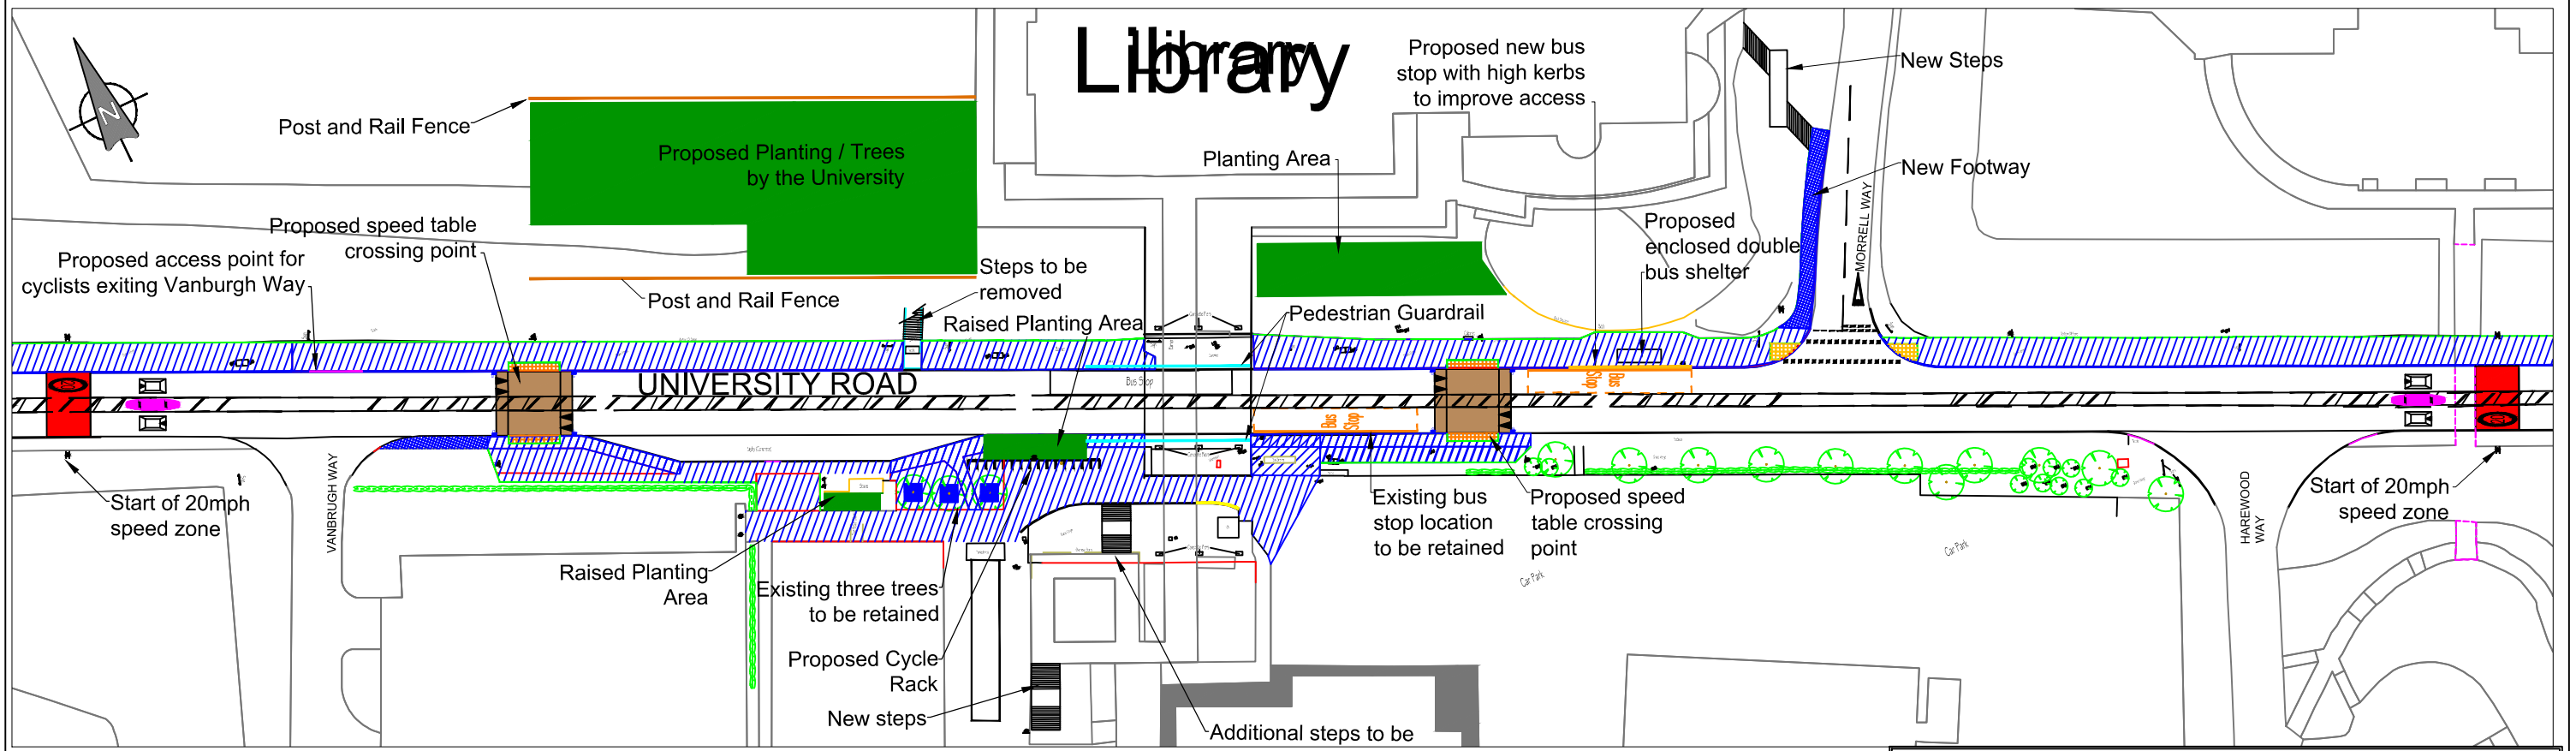 Library
Library
Proposed new bus
stop with high kerbs
to improve access
New Steps
Post and Rail Fence
Proposed Planting / Trees
by the University
Planting Area
New Footway
MORRELL WAY
Proposed speed table
crossing point
Proposed
enclosed double
bus shelter
Proposed access point for
cyclists exiting Vanburgh Way
Steps to be
removed
Post and Rail Fence
Raised Planting Area
Pedestrian Guardrail
N
UNIVERSITY ROAD
Bus Stop
Bus
Stop
Bus
Stop
Start of 20mph
speed zone
VANBRUGH WAY
Raised Planting
Area
Existing three trees
to be retained
Proposed Cycle
Rack
New steps
Additional steps to be
Existing bus
stop location
to be retained
Proposed speed
table crossing
point
Car Park
Car Park
HAREWOOD
WAY
Start of 20mph
speed zone